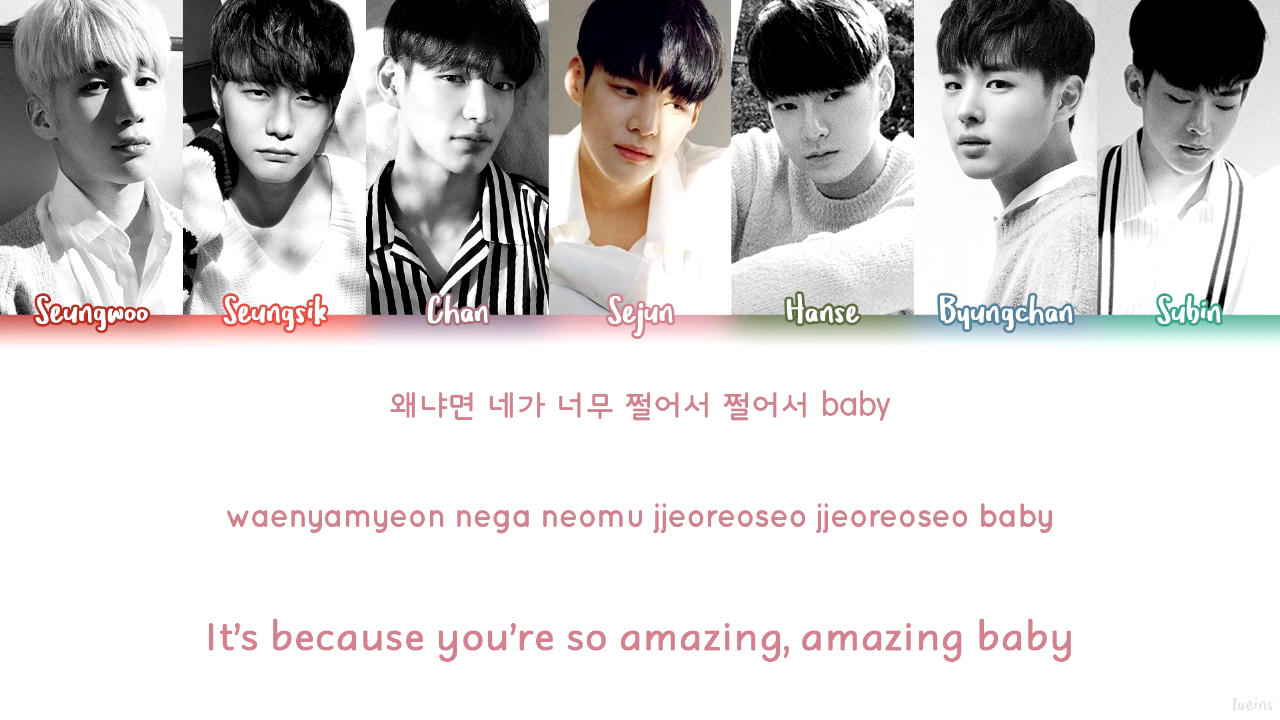 Seungwoo Seungsik Chan Sejun Hanse Byungchan Subin
왜냐면 네가 너무 쩔어서 쩔어서 baby
waenyamyeon nega neomu jjeoreoseo jjeoreoseo baby
It's because you're so amazing, amazing baby
Taeins